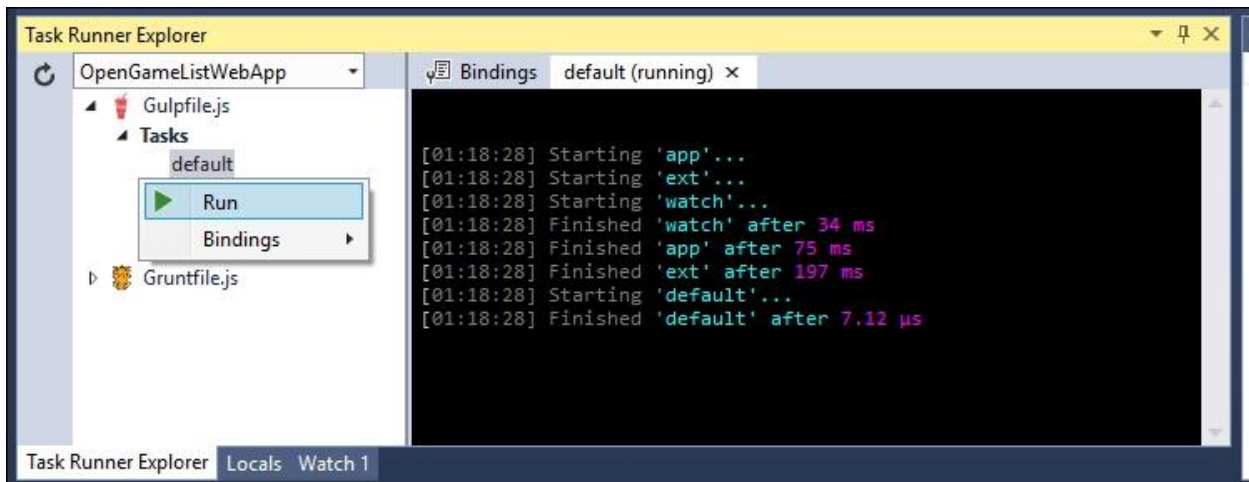 Task Runner Explorer
OpenGameListWebApp
Gulpfile.js
Tasks
default
Run
Bindings
Gruntfile.js
Bindings
default (running)
[01:18:28] Starting 'app'...
[01:18:28] Starting 'ext'...
[01:18:28] Starting 'watch'...
[01:18:28] Finished 'watch' after 34 ms
[01:18:28] Finished 'app' after 75 ms
[01:18:28] Finished 'ext' after 197 ms
[01:18:28] Starting 'default'...
[01:18:28] Finished 'default' after 7.12 μs
Task Runner Explorer Locals Watch 1